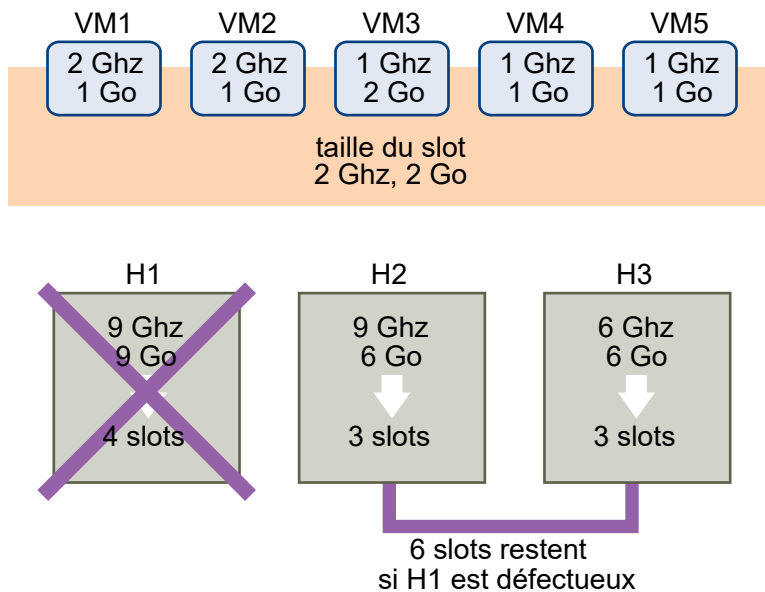 VM1 VM2 VM3 VM4 VM5
2 Ghz 2 Ghz 1 Ghz 1 Ghz 1 Ghz
1 Go 1 Go 2 Go 1 Go 1 Go
taille du slot
2 Ghz, 2 Go
H1 H2 H3
9 Ghz 9 Ghz 6 Ghz
9 Go 6 Go 6 Go
4 slots 3 slots 3 slots
6 slots restent
si H1 est défectueux